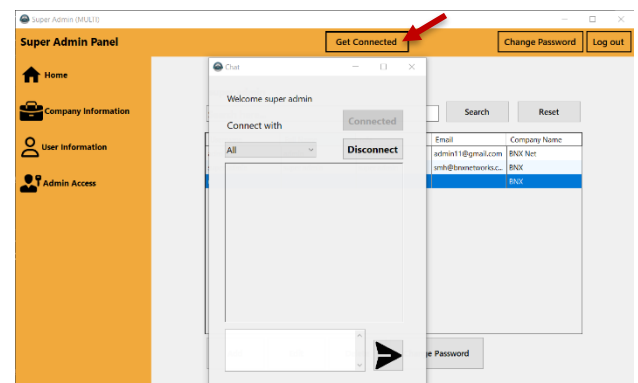 Super Admin (MULTI)
Super Admin Panel
Get Connected
Change Password
Log out
Home
Company Information
User Information
Admin Access
Chat
Welcome super admin
Connect with
Connected
All
Disconnect
Search
Reset
Email
Company Name
admin11@gmail.com
BNX Net
smh@bnxnetworks.c...
BNX
BNX
Password